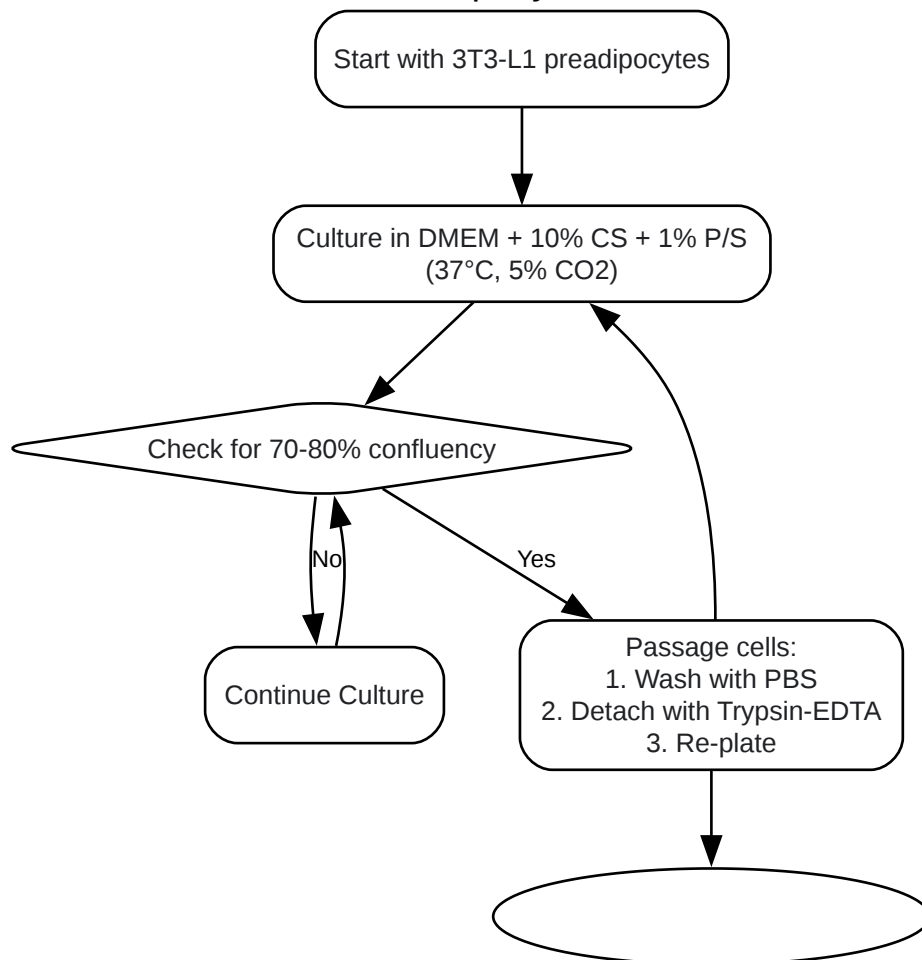 Start with 3T3-L1 preadipocytes
Culture in DMEM + 10% CS + 1% P/S
(37°C, 5% CO2)
Check for 70-80% confluency
No
Yes
Continue Culture
Passage cells:
1. Wash with PBS
2. Detach with Trypsin-EDTA
3. Re-plate